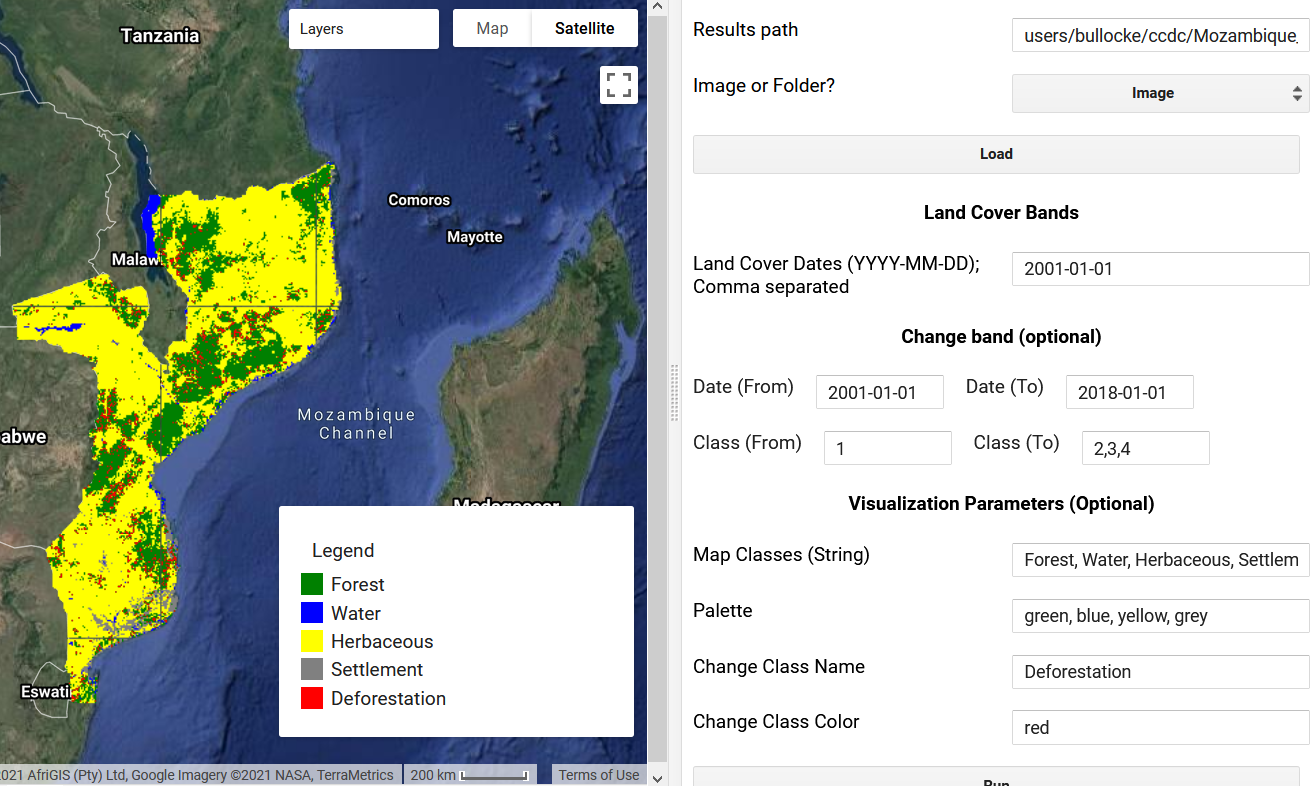 Tanzania
Layers
Map
Satellite
Comoros
Mayotte
Malaw
abwe
Mozambique
Channel
Madagascar
Eswati
Legend
Forest
Water
Herbaceous
Settlement
Deforestation
021 AfriGIS (Pty) Ltd, Google Imagery ©2021 NASA, TerraMetrics
200 km
Terms of Use
Results path
users/bullocke/ccdc/Mozambique_
Image or Folder?
Image
Load
Land Cover Bands
Land Cover Dates (YYYY-MM-DD);
Comma separated
2001-01-01
Change band (optional)
Date (From)
2001-01-01
Date (To)
2018-01-01
Class (From)
1
Class (To)
2,3,4
Visualization Parameters (Optional)
Map Classes (String)
Forest, Water, Herbaceous, Settlem
Palette
green, blue, yellow, grey
Change Class Name
Deforestation
Change Class Color
red
Run